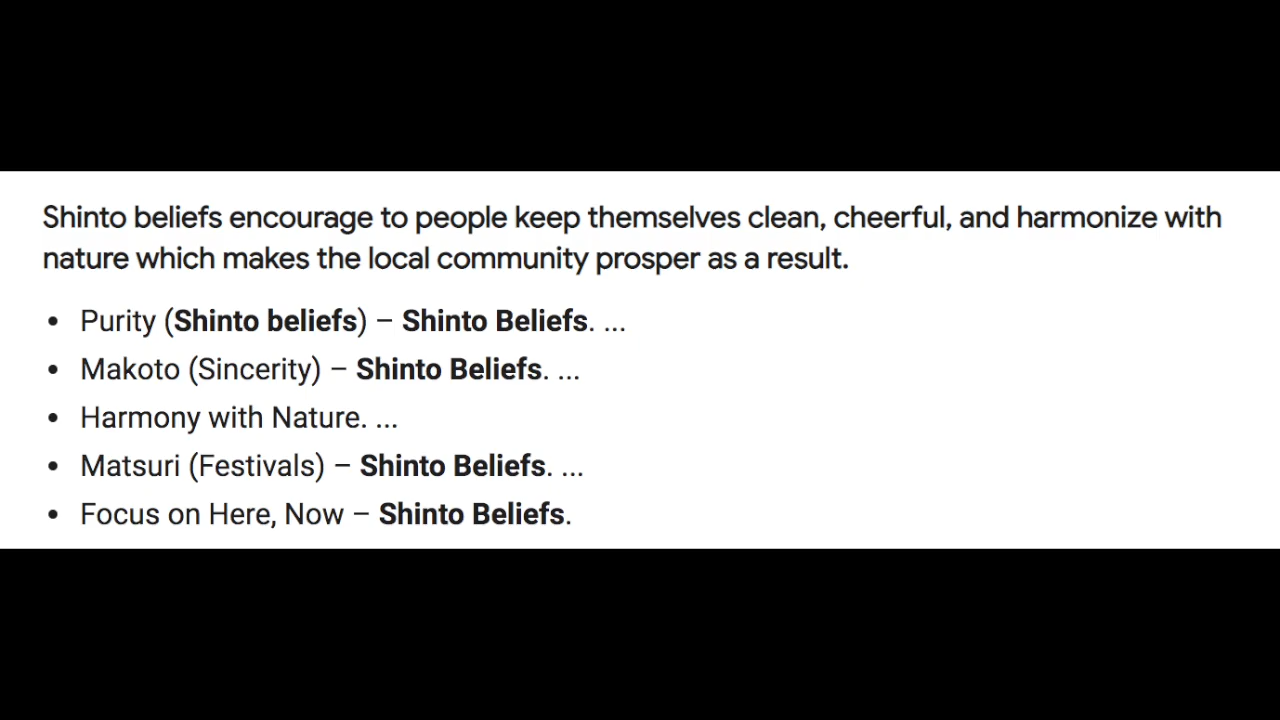 Shinto beliefs encourage to people keep themselves clean, cheerful, and harmonize with
nature which makes the local community prosper as a result.
• Purity (Shinto beliefs) – Shinto Beliefs. ...
• Makoto (Sincerity) – Shinto Beliefs. ...
• Harmony with Nature. ...
• Matsuri (Festivals) – Shinto Beliefs. ...
• Focus on Here, Now – Shinto Beliefs.